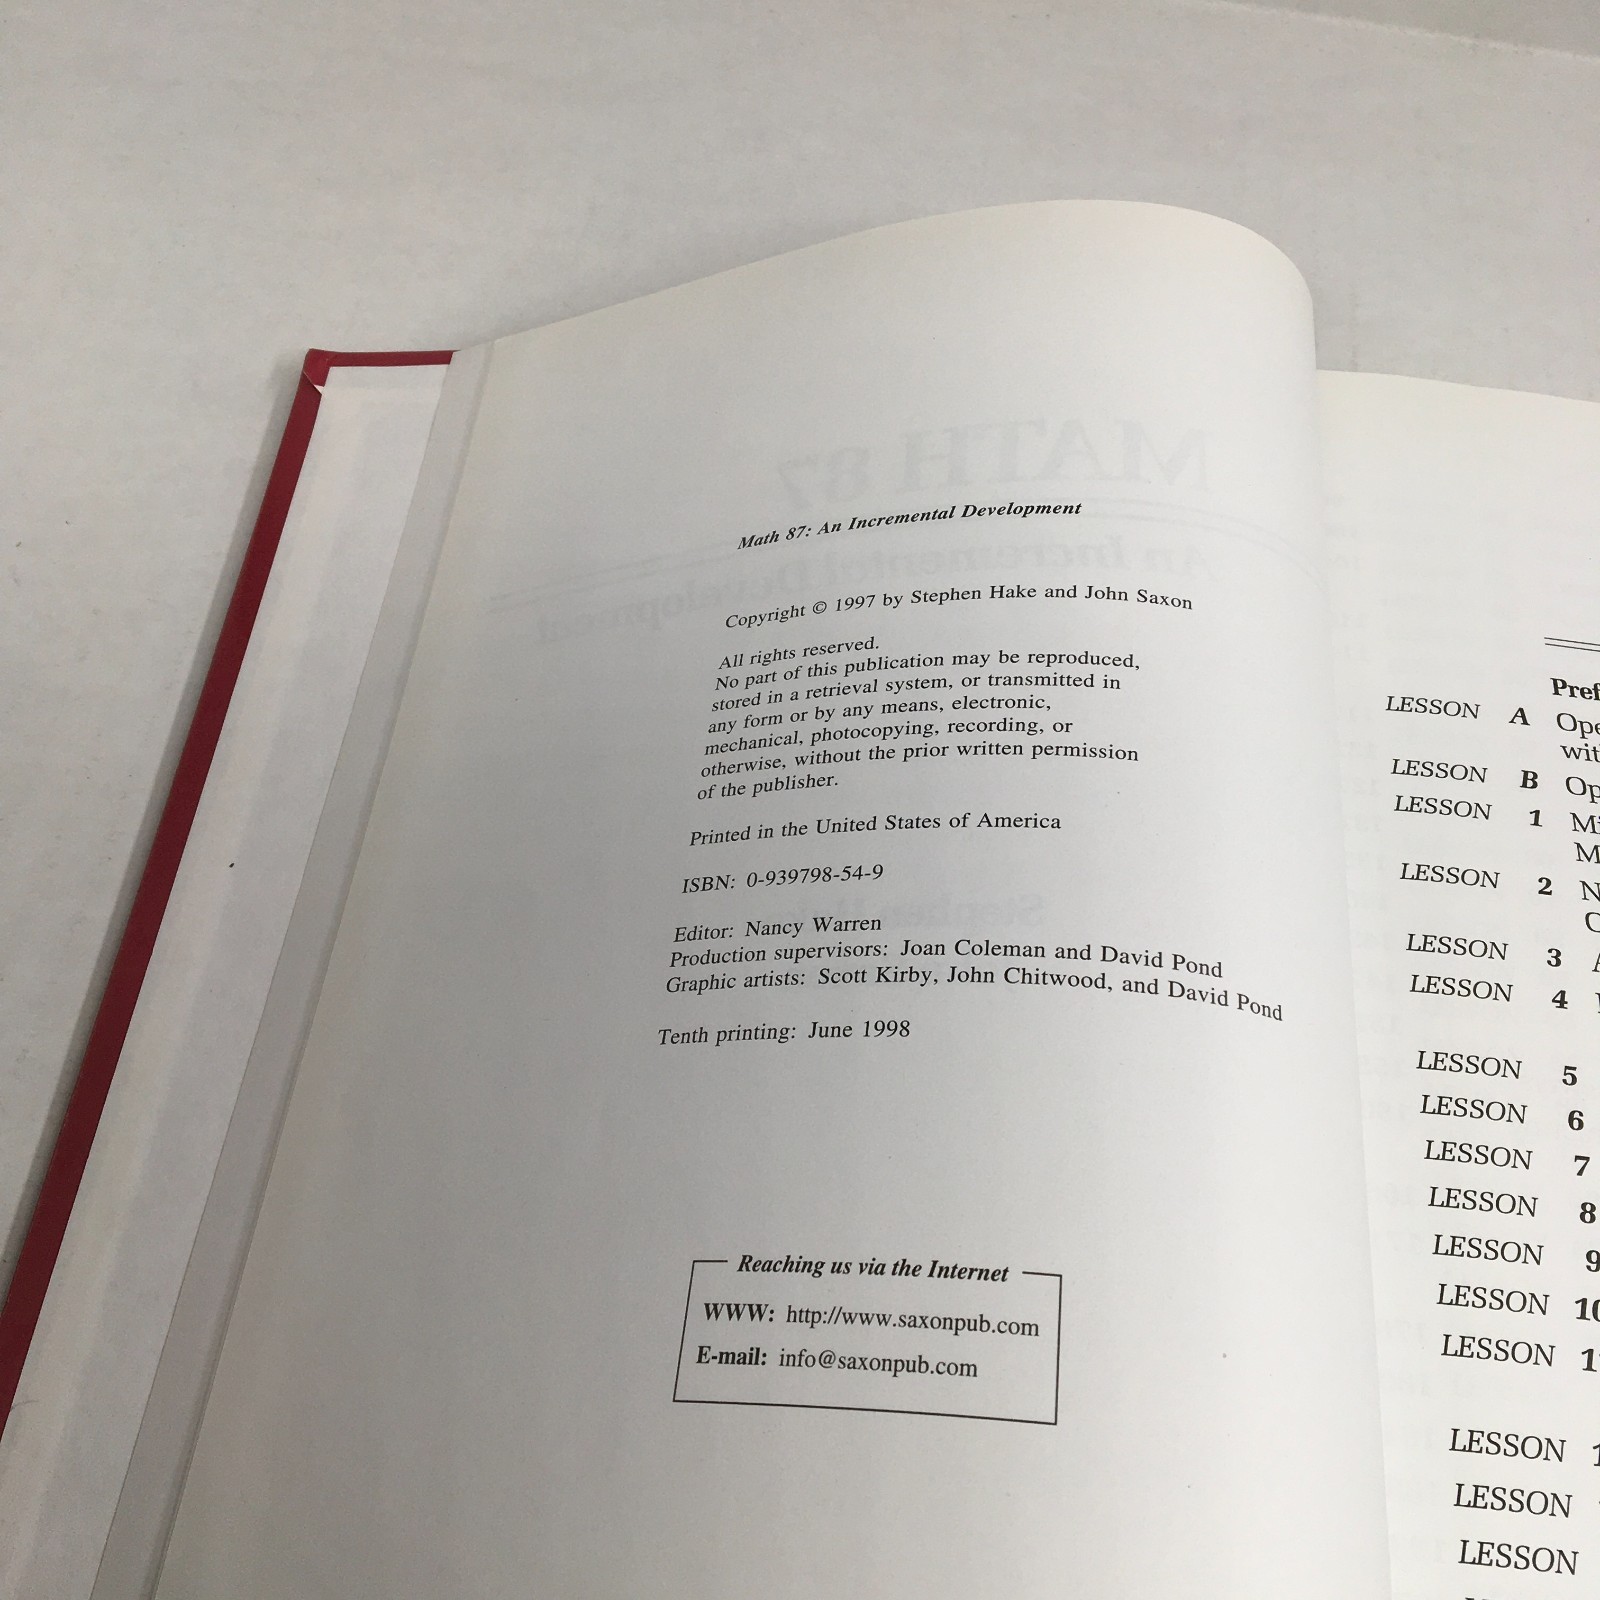 Math 87: An Incremental Development
Copyright © 1997 by Stephen Hake and John Saxon
All rights reserved.
No part of this publication may be reproduced,
stored in a retrieval system, or transmitted in
any form or by any means, electronic,
mechanical, photocopying, recording, or
otherwise, without the prior written permission
of the publisher.
Printed in the United States of America
ISBN: 0-939798-54-9
Editor: Nancy Warren
Production supervisors: Joan Coleman and David Pond
Graphic artists: Scott Kirby, John Chitwood, and David Pond
Tenth printing: June 1998
Reaching us via the Internet
WWW: http://www.saxonpub.com
E-mail: info@saxonpub.com
LESSON A
LESSON B
LESSON 1
LESSON 2
LESSON 3
LESSON 4
LESSON 5
LESSON 6
LESSON 7
LESSON 8
LESSON 9
LESSON 10
LESSON
LESSON
LESSON
LESSON